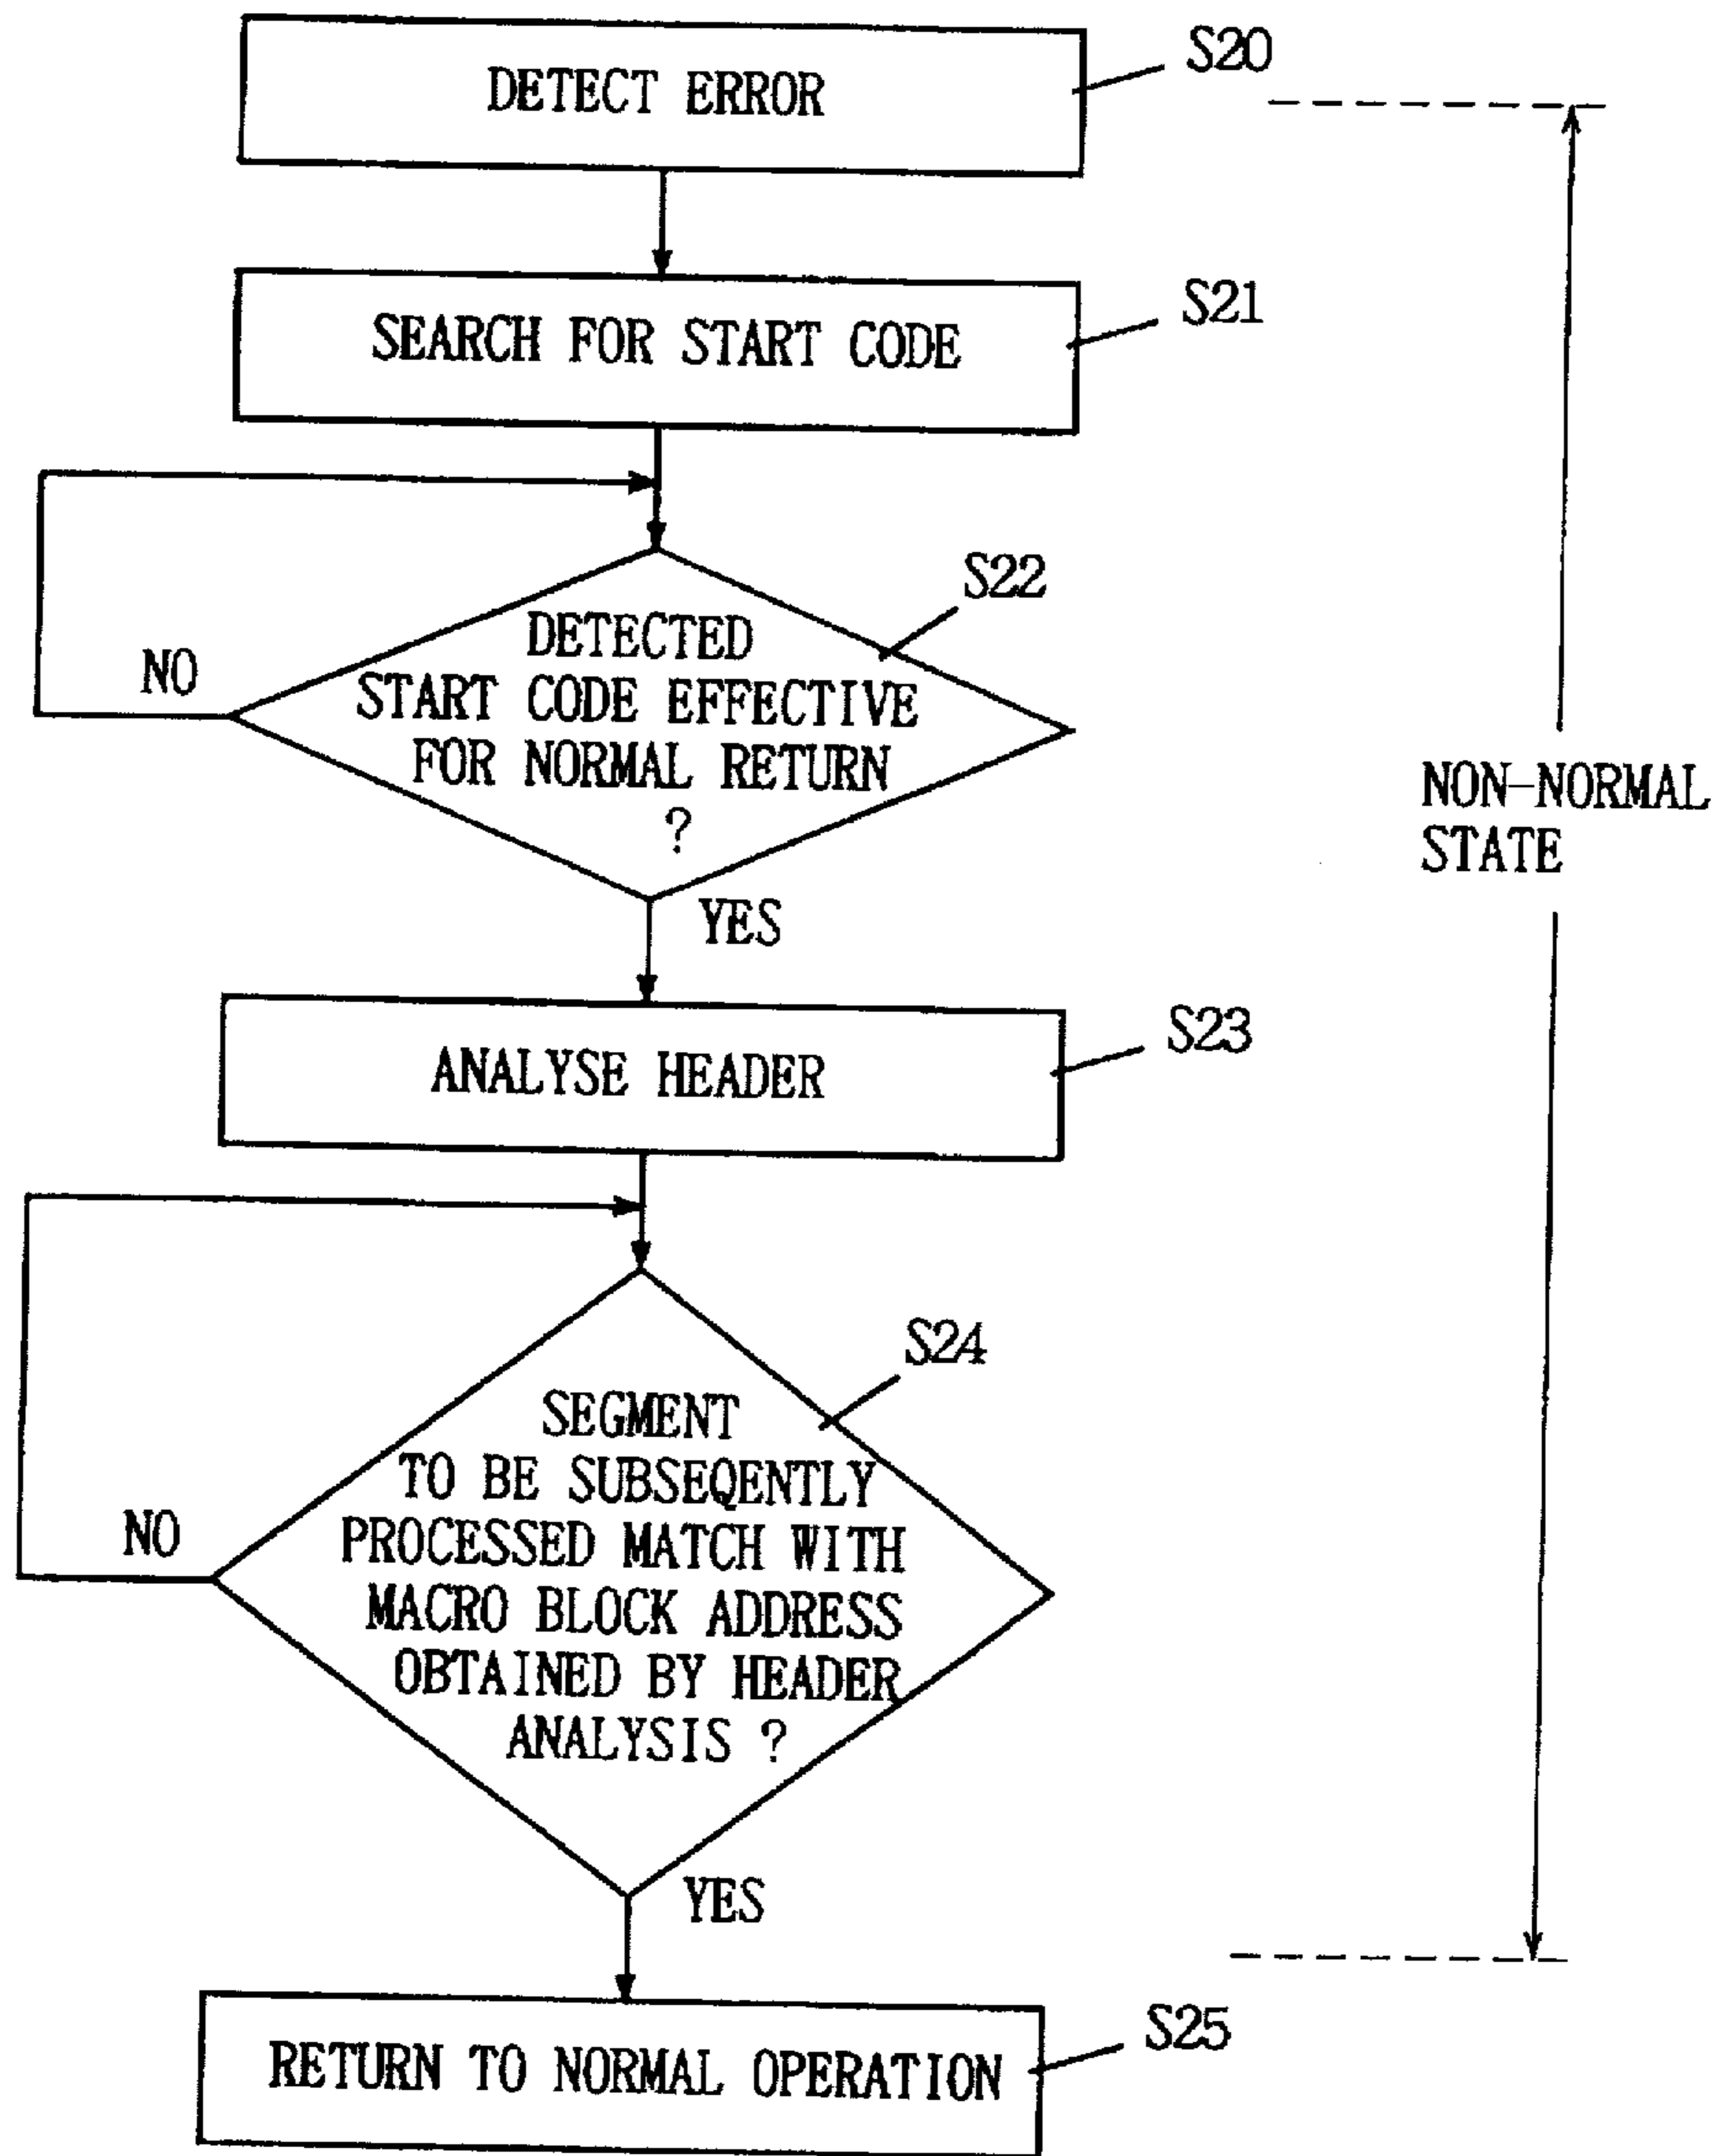 DETECT ERROR
S20
SEARCH FOR START CODE
S21
S22
DETECTED
START CODE EFFECTIVE
FOR NORMAL RETURN
?
NO
YES
NON-NORMAL
STATE
ANALYSE HEADER
S23
S24
SEGMENT
TO BE SUBSEQENTLY
PROCESSED MATCH WITH
MACRO BLOCK ADDRESS
OBTAINED BY HEADER
ANALYSIS ?
NO
YES
RETURN TO NORMAL OPERATION
S25